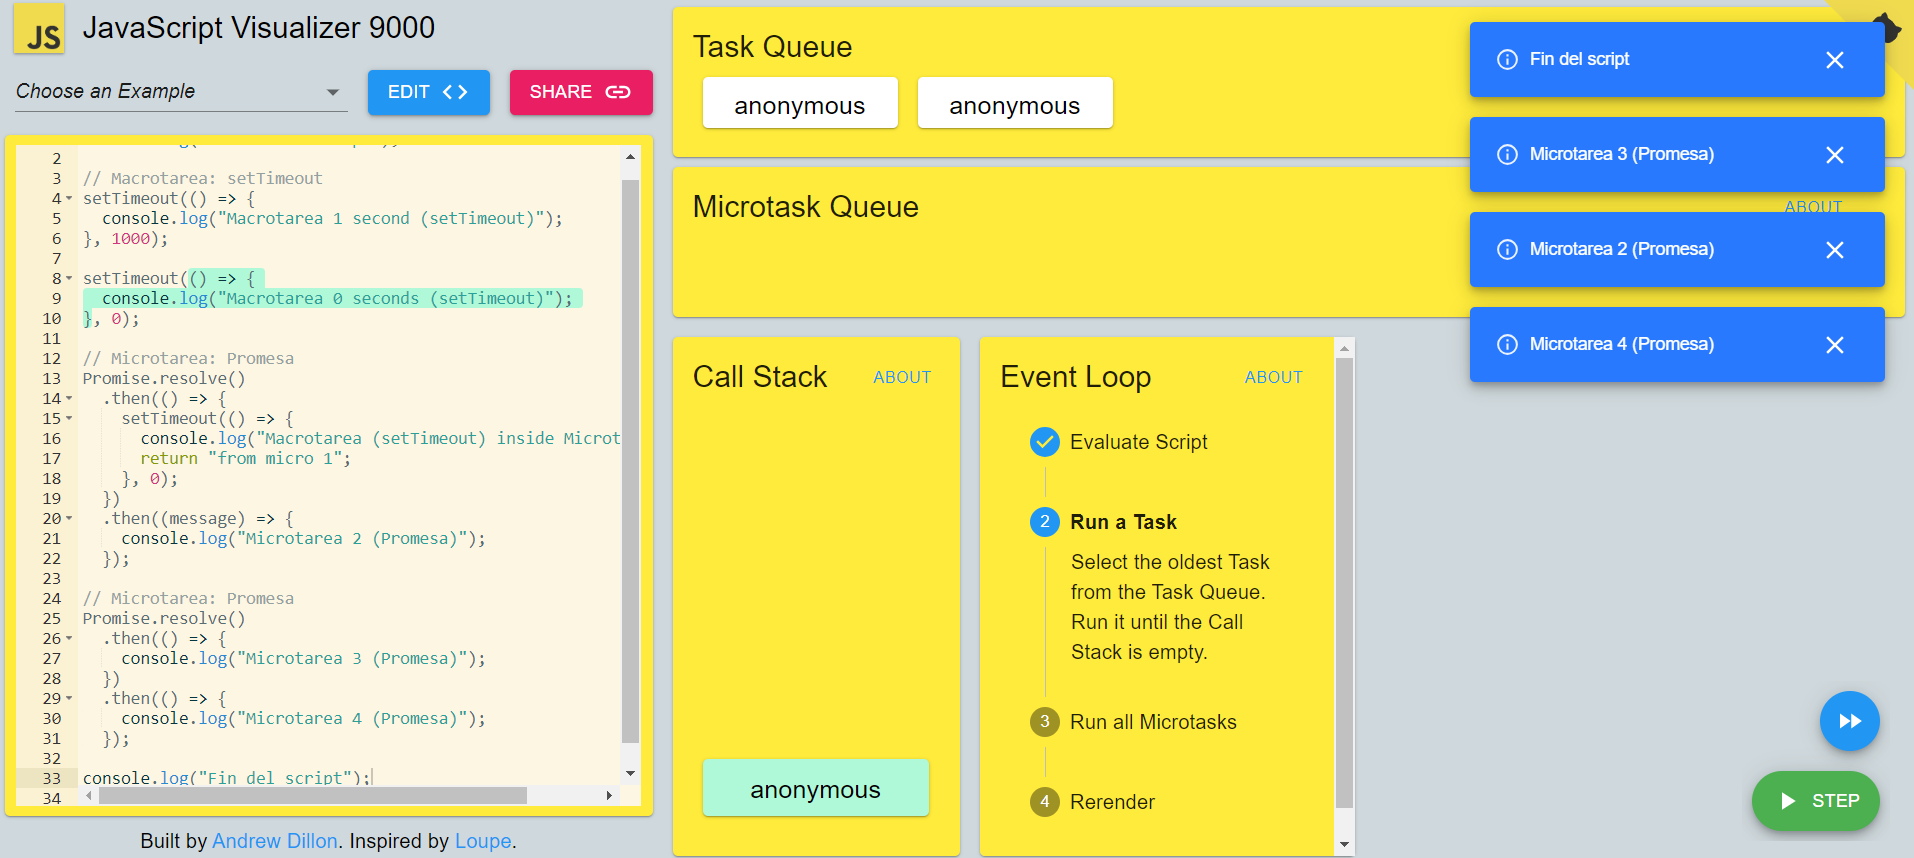 JS
JavaScript Visualizer 9000
Choose an Example
EDIT
SHARE
2
3 // Macrotarea: setTimeout
4 setTimeout(() => {
5 console.log("Macrotarea 1 second (setTimeout)");
6 }, 1000);
7
8 setTimeout(() => {
9 console.log("Macrotarea 0 seconds (setTimeout)");
10 }, 0);
11
12 // Microtarea: Promesa
13 Promise.resolve()
14 .then(() => {
15 setTimeout(() => {
16 console.log("Macrotarea (setTimeout) inside Microt
17 return "from micro 1";
18 }, 0);
19 })
20 .then((message) => {
21 console.log("Microtarea 2 (Promesa)");
22 });
23
24 // Microtarea: Promesa
25 Promise.resolve()
26 .then(() => {
27 console.log("Microtarea 3 (Promesa)");
28 })
29 .then(() => {
30 console.log("Microtarea 4 (Promesa)");
31 });
32
33 console.log("Fin del script");
34
Built by Andrew Dillon. Inspired by Loupe.
Task Queue
anonymous anonymous
Microtask Queue
ABOUT
Call Stack
ABOUT
anonymous
Event Loop
ABOUT
Evaluate Script
2 Run a Task
Select the oldest Task
from the Task Queue.
Run it until the Call
Stack is empty.
3 Run all Microtasks
4 Rerender
Fin del script
Microtarea 3 (Promesa)
Microtarea 2 (Promesa)
Microtarea 4 (Promesa)
STEP